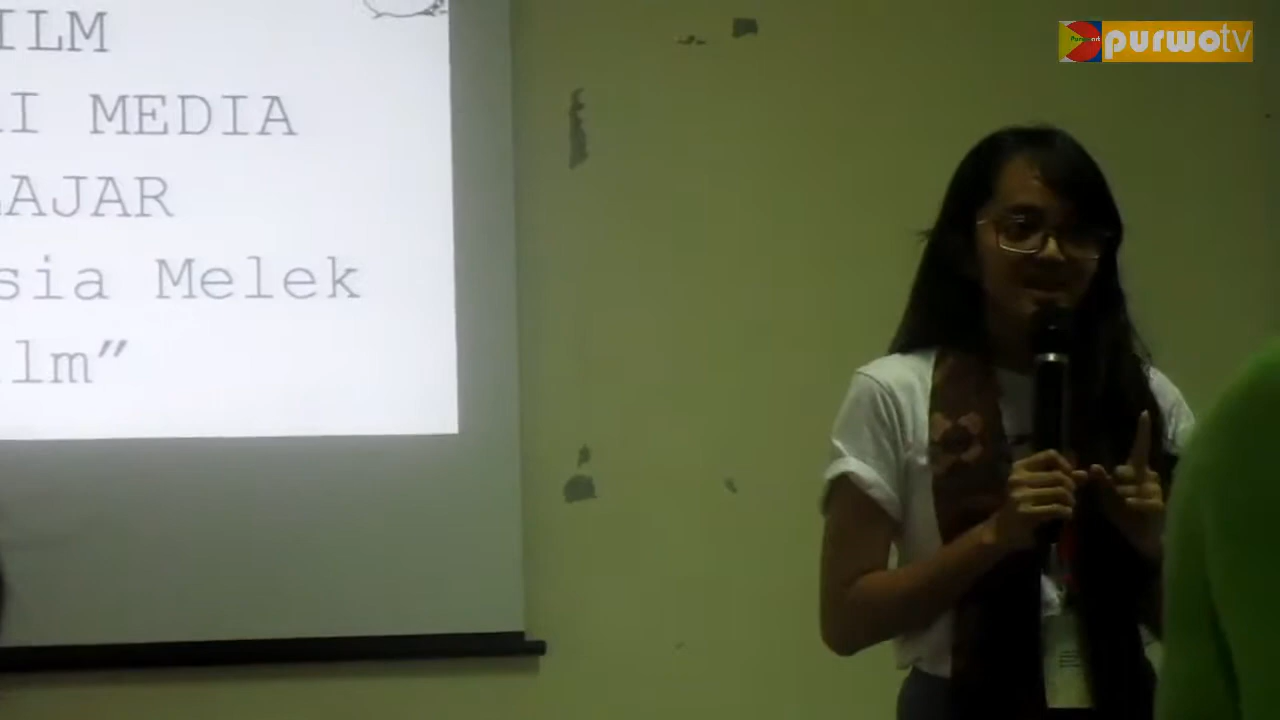 ILM
I MEDIA
AJAR
sia Melek
lm”
purwotv